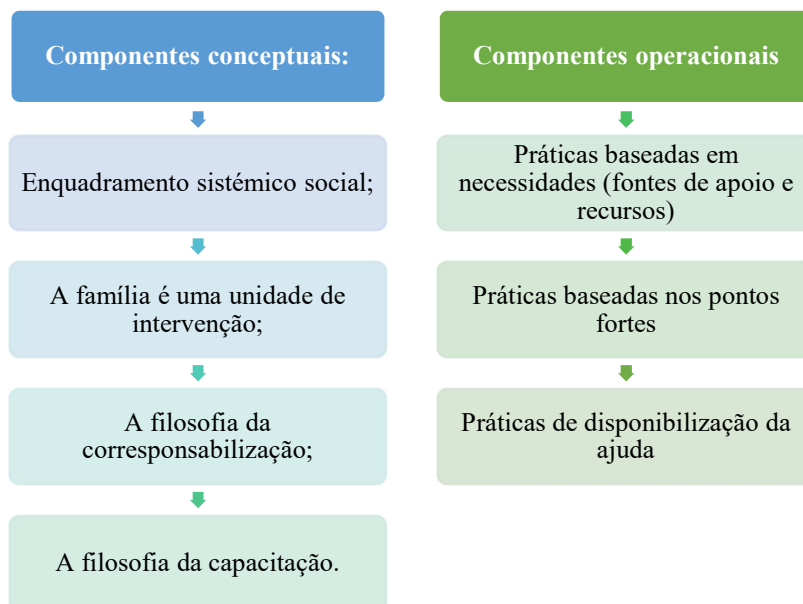 Componentes conceptuais:
Enquadramento sistémico social;
A família é uma unidade de
intervenção;
A filosofia da
corresponsabilização;
A filosofia da capacitação.
Componentes operacionais
Práticas baseadas em
necessidades (fontes de apoio e
recursos)
Práticas baseadas nos pontos
fortes
Práticas de disponibilização da
ajuda